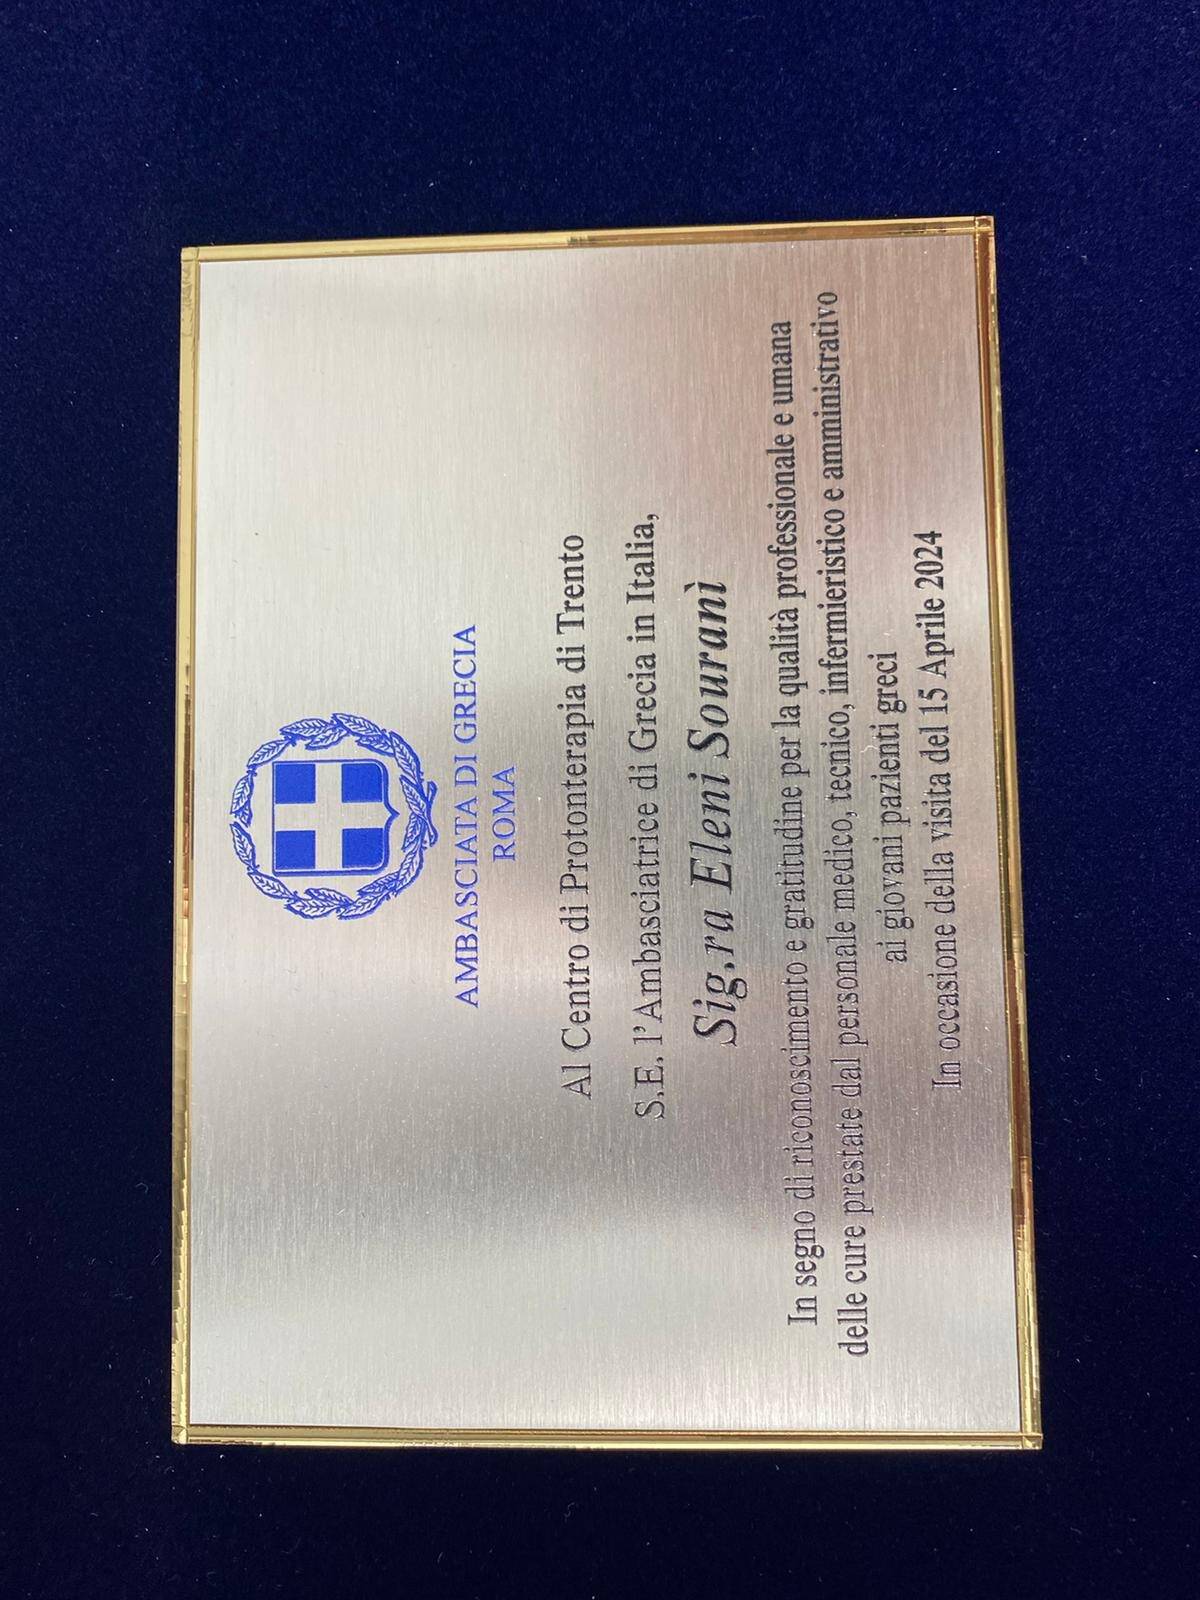 AMBASCIATA DI GRECIA
ROMA
Al Centro di Protonterapia di Trento
S.E. l'Ambasciatrice di Grecia in Italia,
Sig.ra Eleni Souranì
In segno di riconoscimento e gratitudine per la qualità professionale e umana
delle cure prestate dal personale medico, tecnico, infermieristico e amministrativo
ai giovani pazienti greci
In occasione della visita del 15 Aprile 2024